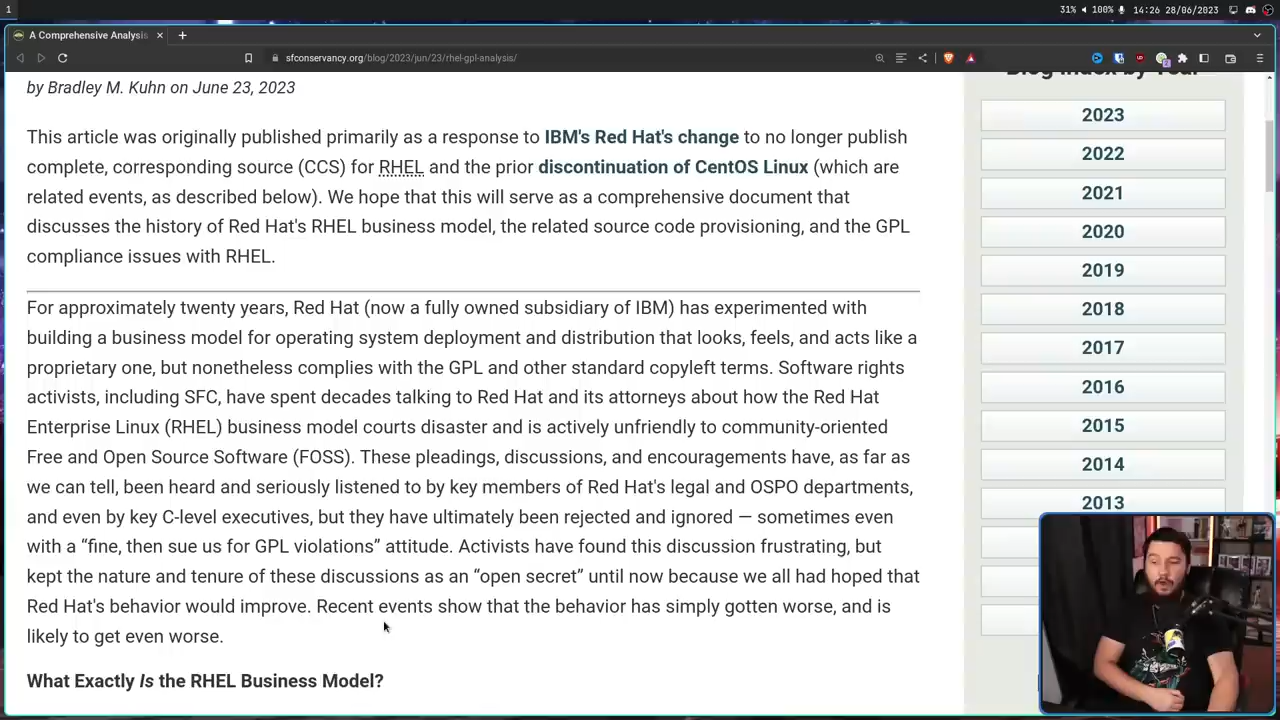 1
31% 100% 14:26 28/06/2023
A Comprehensive Analysis
sfconservancy.org/blog/2023/jun/23/rhel-gpl-analysis/
by Bradley M. Kuhn on June 23, 2023
This article was originally published primarily as a response to IBM's Red Hat's change to no longer publish
complete, corresponding source (CCS) for RHEL and the prior discontinuation of CentOS Linux (which are
related events, as described below). We hope that this will serve as a comprehensive document that
discusses the history of Red Hat's RHEL business model, the related source code provisioning, and the GPL
compliance issues with RHEL.
For approximately twenty years, Red Hat (now a fully owned subsidiary of IBM) has experimented with
building a business model for operating system deployment and distribution that looks, feels, and acts like a
proprietary one, but nonetheless complies with the GPL and other standard copyleft terms. Software rights
activists, including SFC, have spent decades talking to Red Hat and its attorneys about how the Red Hat
Enterprise Linux (RHEL) business model courts disaster and is actively unfriendly to community-oriented
Free and Open Source Software (FOSS). These pleadings, discussions, and encouragements have, as far as
we can tell, been heard and seriously listened to by key members of Red Hat's legal and OSPO departments,
and even by key C-level executives, but they have ultimately been rejected and ignored — sometimes even
with a “fine, then sue us for GPL violations” attitude. Activists have found this discussion frustrating, but
kept the nature and tenure of these discussions as an “open secret” until now because we all had hoped that
Red Hat's behavior would improve. Recent events show that the behavior has simply gotten worse, and is
likely to get even worse.
What Exactly Is the RHEL Business Model?
Blog Index by Year
2023
2022
2021
2020
2019
2018
2017
2016
2015
2014
2013